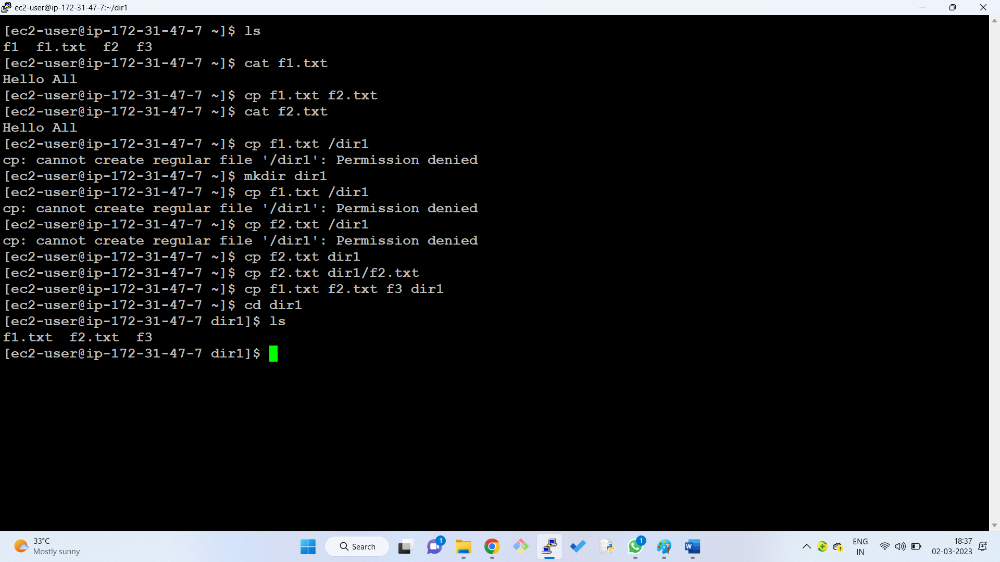 ec2-user@ip-172-31-47-7:~/dir1
[ec2-user@ip-172-31-47-7 ~]$ ls
f1  f1.txt  f2  f3
[ec2-user@ip-172-31-47-7 ~]$ cat f1.txt
Hello All
[ec2-user@ip-172-31-47-7 ~]$ cp f1.txt f2.txt
[ec2-user@ip-172-31-47-7 ~]$ cat f2.txt
Hello All
[ec2-user@ip-172-31-47-7 ~]$ cp f1.txt /dir1
cp: cannot create regular file '/dir1': Permission denied
[ec2-user@ip-172-31-47-7 ~]$ mkdir dir1
[ec2-user@ip-172-31-47-7 ~]$ cp f1.txt /dir1
cp: cannot create regular file '/dir1': Permission denied
[ec2-user@ip-172-31-47-7 ~]$ cp f2.txt /dir1
cp: cannot create regular file '/dir1': Permission denied
[ec2-user@ip-172-31-47-7 ~]$ cp f2.txt dir1
[ec2-user@ip-172-31-47-7 ~]$ cp f2.txt dir1/f2.txt
[ec2-user@ip-172-31-47-7 ~]$ cp f1.txt f2.txt f3 dir1
[ec2-user@ip-172-31-47-7 ~]$ cd dir1
[ec2-user@ip-172-31-47-7 dir1]$ ls
f1.txt  f2.txt  f3
[ec2-user@ip-172-31-47-7 dir1]$
33°C
Mostly sunny
Search
1
1
W
ENG
IN
18:37
02-03-2023